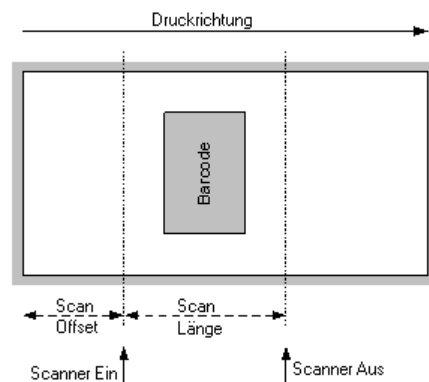 Druckrichtung
Barcode
Scan
Offset
Scan
Länge
Scanner Ein
Scanner Aus